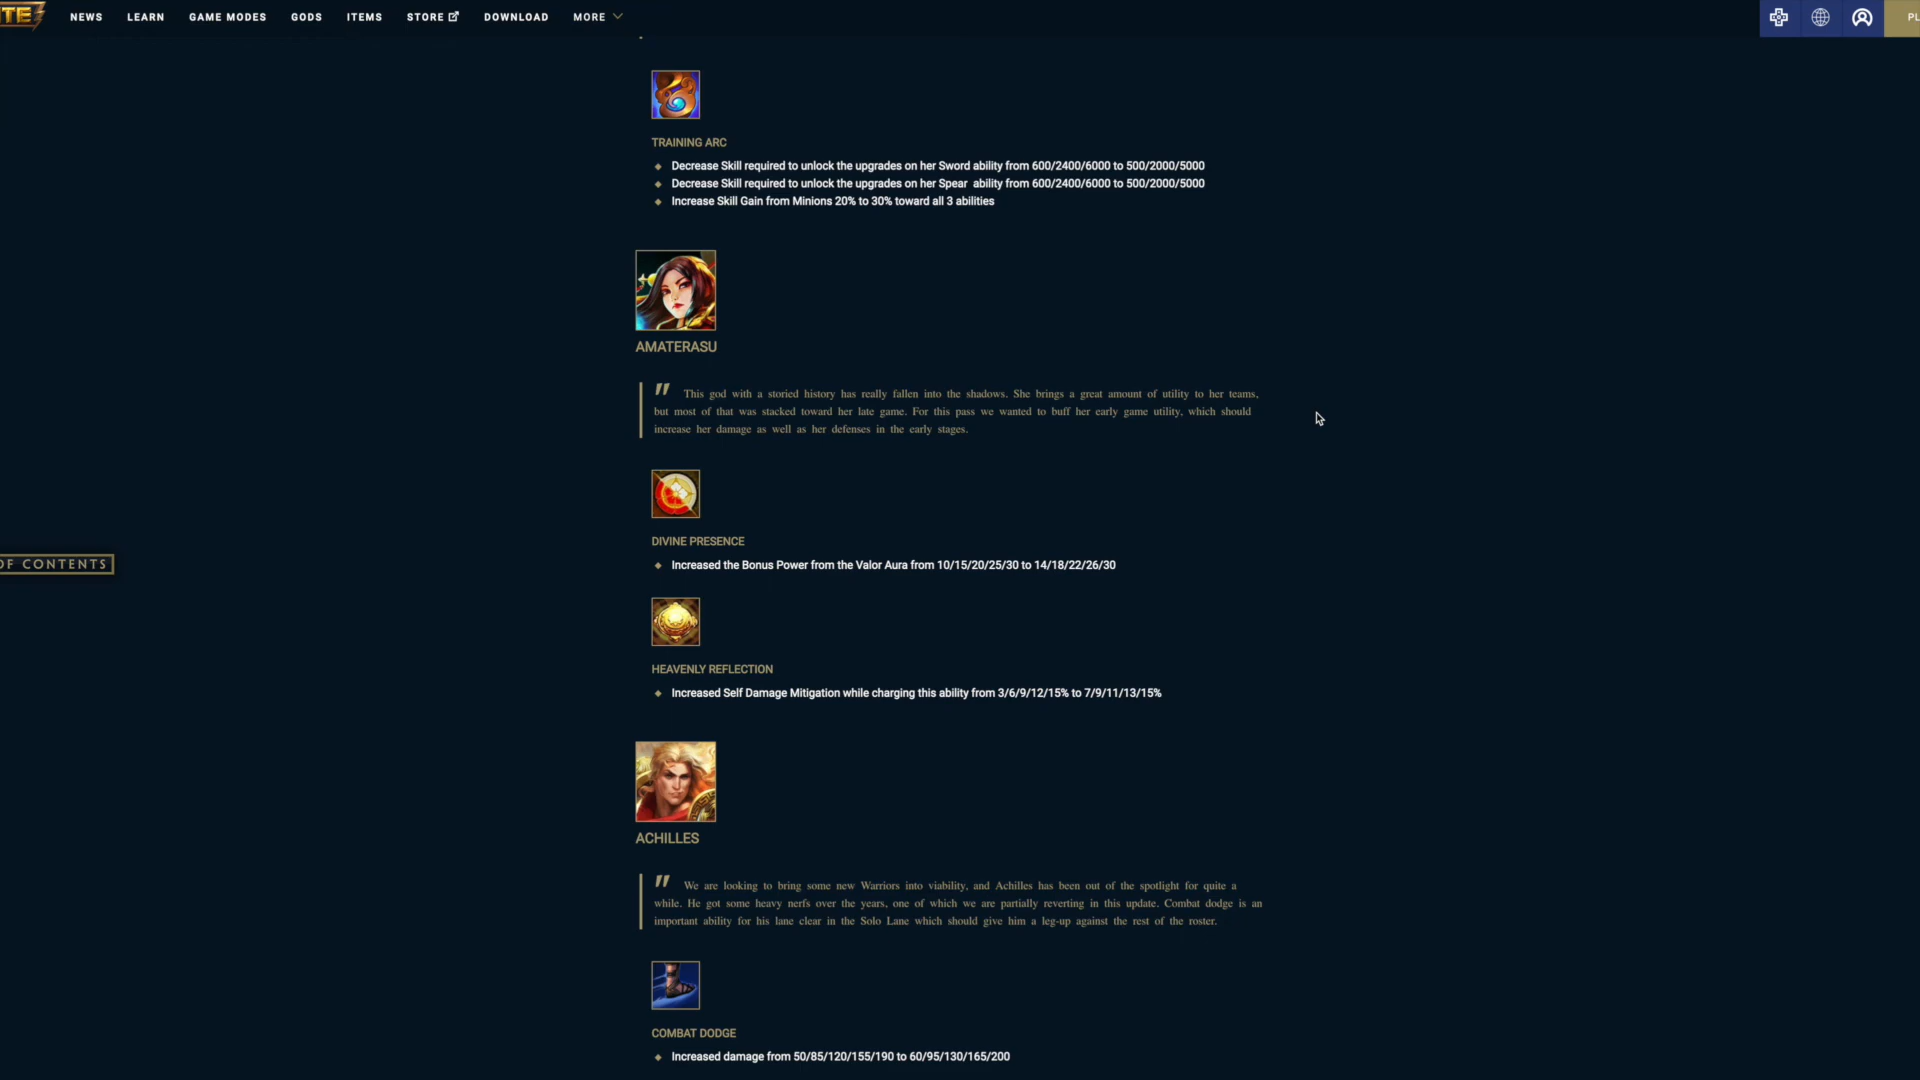 ITE
NEWS LEARN GAME MODES GODS ITEMS STORE DOWNLOAD MORE
PL
TRAINING ARC
Decrease Skill required to unlock the upgrades on her Sword ability from 600/2400/6000 to 500/2000/5000
Decrease Skill required to unlock the upgrades on her Spear ability from 600/2400/6000 to 500/2000/5000
Increase Skill Gain from Minions 20% to 30% toward all 3 abilities
AMATERASU
" This god with a storied history has really fallen into the shadows. She brings a great amount of utility to her teams,
but most of that was stacked toward her late game. For this pass we wanted to buff her early game utility, which should
increase her damage as well as her defenses in the early stages.
DIVINE PRESENCE
Increased the Bonus Power from the Valor Aura from 10/15/20/25/30 to 14/18/22/26/30
OF CONTENTS
HEAVENLY REFLECTION
Increased Self Damage Mitigation while charging this ability from 3/6/9/12/15% to 7/9/11/13/15%
ACHILLES
" We are looking to bring some new Warriors into viability, and Achilles has been out of the spotlight for quite a
while. He got some heavy nerfs over the years, one of which we are partially reverting in this update. Combat dodge is an
important ability for his lane clear in the Solo Lane which should give him a leg-up against the rest of the roster.
COMBAT DODGE
Increased damage from 50/85/120/155/190 to 60/95/130/165/200